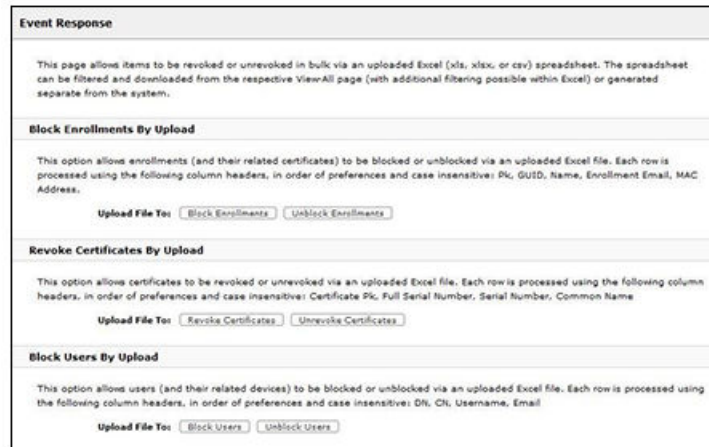 Event Response
This page allows items to be revoked or unrevoked in bulk via an uploaded Excel (xls, xlsx, or csv) spreadsheet. The spreadsheet
can be filtered and downloaded from the respective View-All page (with additional filtering possible within Excel) or generated
separate from the system.
Block Enrollments By Upload
This option allows enrollments (and their related certificates) to be blocked or unblocked via an uploaded Excel file. Each row is
processed using the following column headers, in order of preferences and case insensitive: Pk, GUID, Name, Enrollment Email, MAC
Address.
Upload File To: Block Enrollments Unblock Enrollments
Revoke Certificates By Upload
This option allows certificates to be revoked or unrevoked via an uploaded Excel file. Each row is processed using the following column
headers, in order of preferences and case insensitive: Certificate Pk, Full Serial Number, Serial Number, Common Name
Upload File To: Revoke Certificates Unrevoke Certificates
Block Users By Upload
This option allows users (and their related devices) to be blocked or unblocked via an uploaded Excel file. Each row is processed using
the following column headers, in order of preferences and case insensitive: DN, CN, Username, Email
Upload File To: Block Users Unblock Users